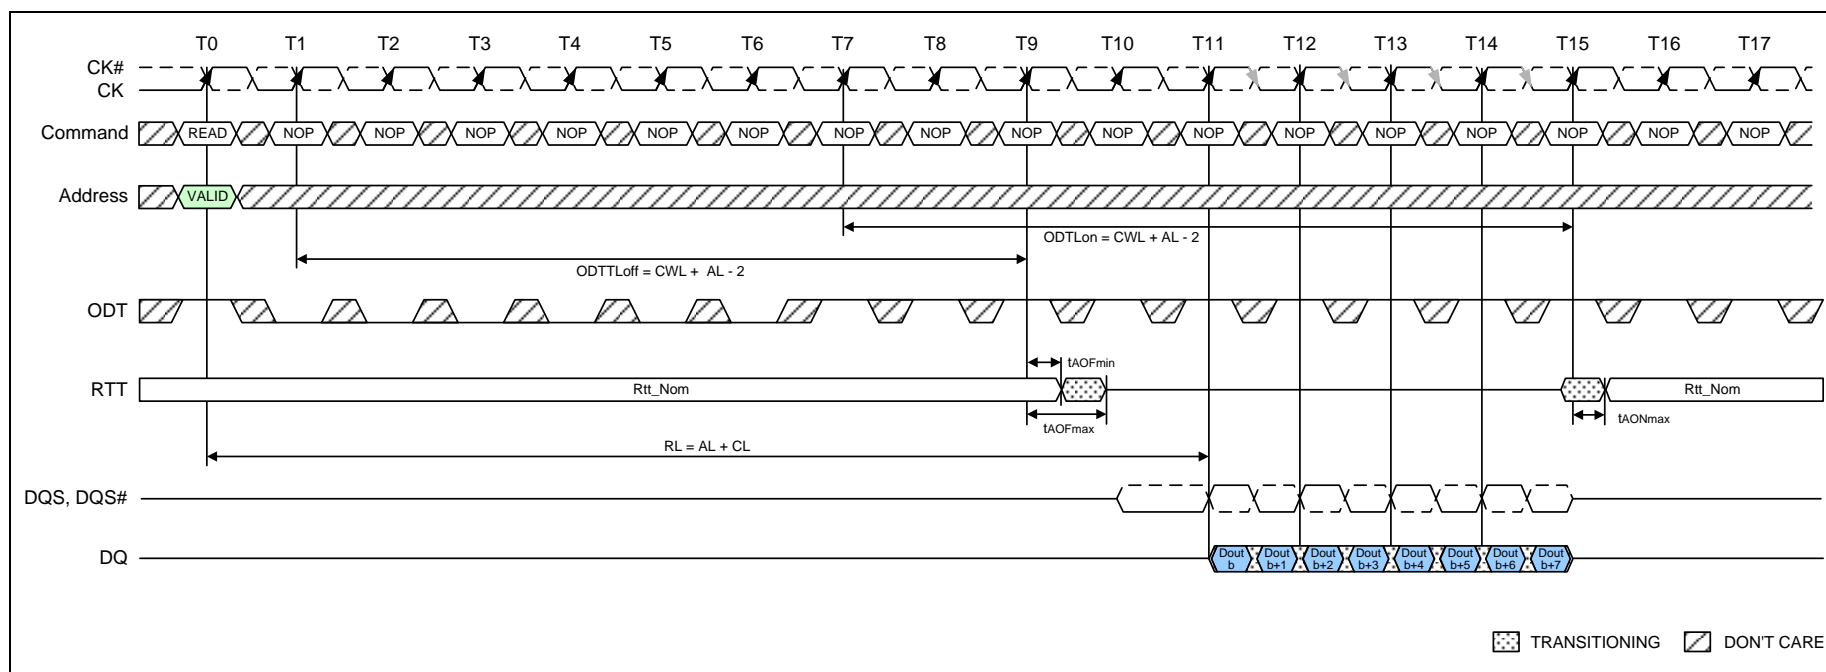 T0 T1 T2 T3 T4 T5 T6 T7 T8 T9 T10 T11 T12 T13 T14 T15 T16 T17
CK#
CK
Command READ NOP NOP NOP NOP NOP NOP NOP NOP NOP NOP NOP NOP NOP NOP NOP NOP NOP
Address VALID
ODTLon = CWL + AL - 2
ODTTLoff = CWL + AL - 2
ODT
tAOFmin
RTT Rtt_Nom Rtt_Nom
tAOFmax tAONmax
RL = AL + CL
DQS, DQS#
DQ Dout b Dout b+1 Dout b+2 Dout b+3 Dout b+4 Dout b+5 Dout b+6 Dout b+7
TRANSITIONING DON'T CARE